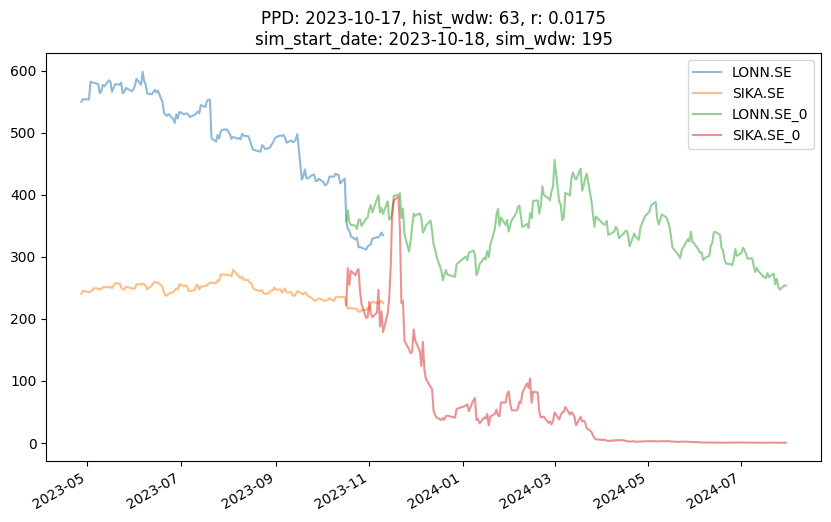 PPD: 2023-10-17, hist_wdw: 63, r: 0.0175
sim_start_date: 2023-10-18, sim_wdw: 195
LONN.SE
SIKA.SE
LONN.SE_0
SIKA.SE_0
600
500
400
300
200
100
0
2023-05
2023-07
2023-09
2023-11
2024-01
2024-03
2024-05
2024-07